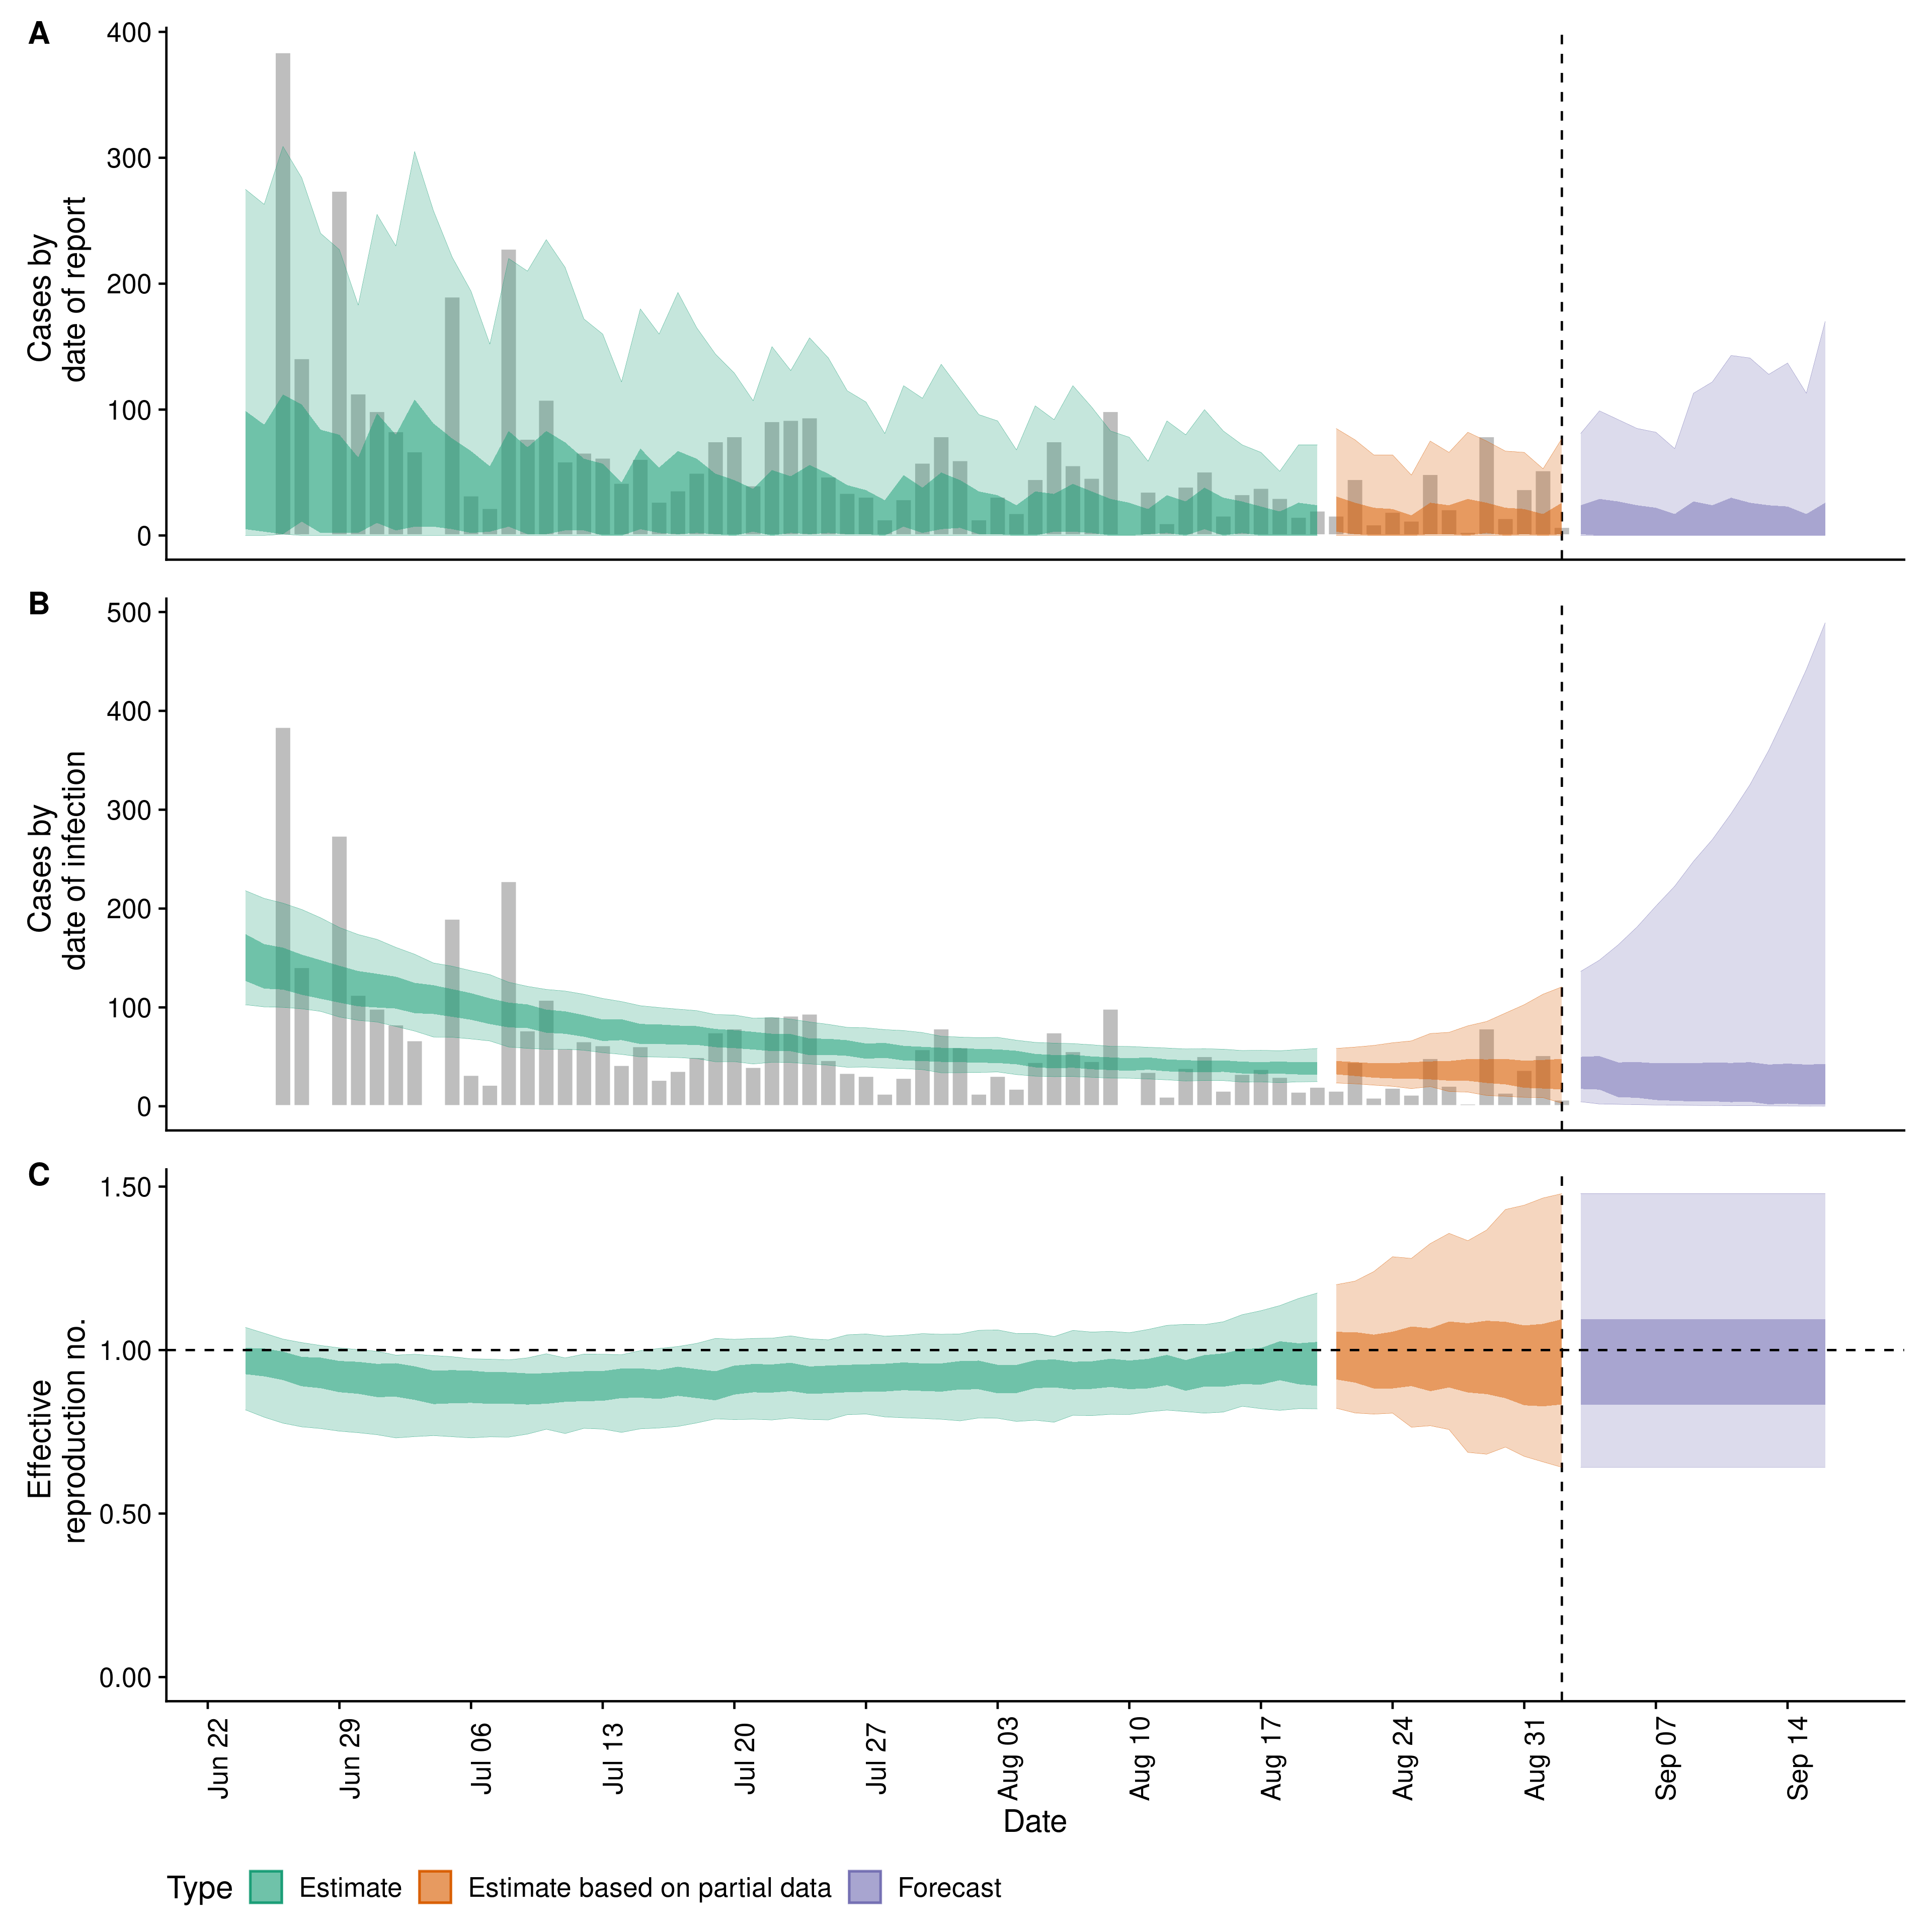 A
400
300
200
100
0
Cases by
date of report
B
500
400
300
200
100
0
Cases by
date of infection
C
1.50
1.00
0.50
0.00
Effective
reproduction no.
Jun 22
Jun 29
Jul 06
Jul 13
Jul 20
Jul 27
Aug 03
Aug 10
Aug 17
Aug 24
Aug 31
Sep 07
Sep 14
Date
Type Estimate Estimate based on partial data Forecast